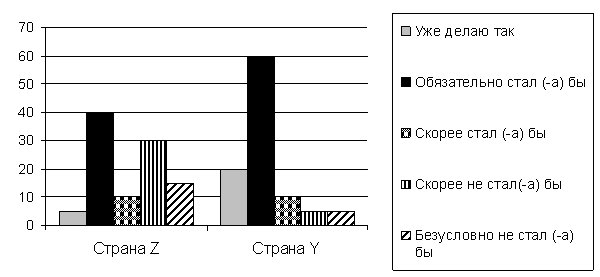 70
60
50
40
30
20
10
0
Страна Z
Страна Y
Уже делаю так
Обязательно стал (-а) бы
Скорее стал (-а) бы
Скорее не стал(-а) бы
Безусловно не стал (-а)
бы